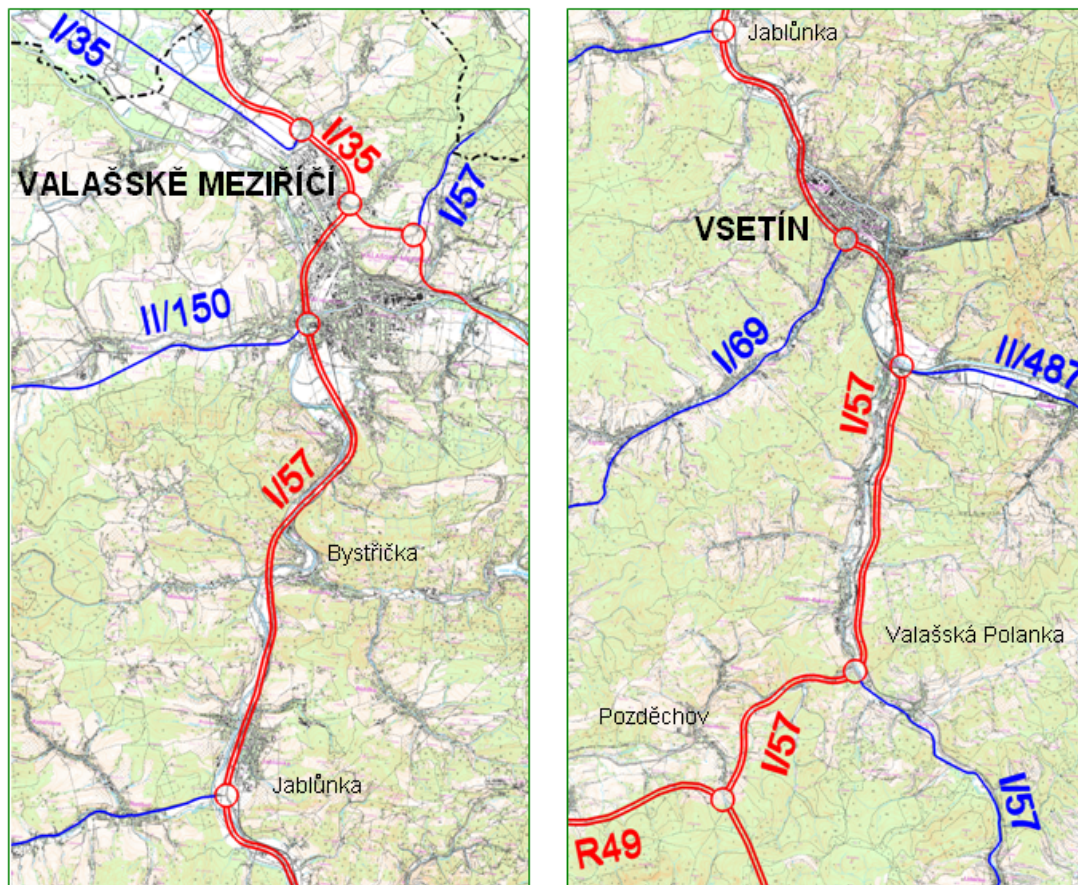 I/35
I/35
VALAŠSKÉ MEZIŘÍČÍ
I/57
II/150
I/57
Bystřička
Jablůnka
Jablůnka
VSETÍN
I/69
II/487
I/57
Valašská Polanka
Pozděchov
I/57
I/57
R49